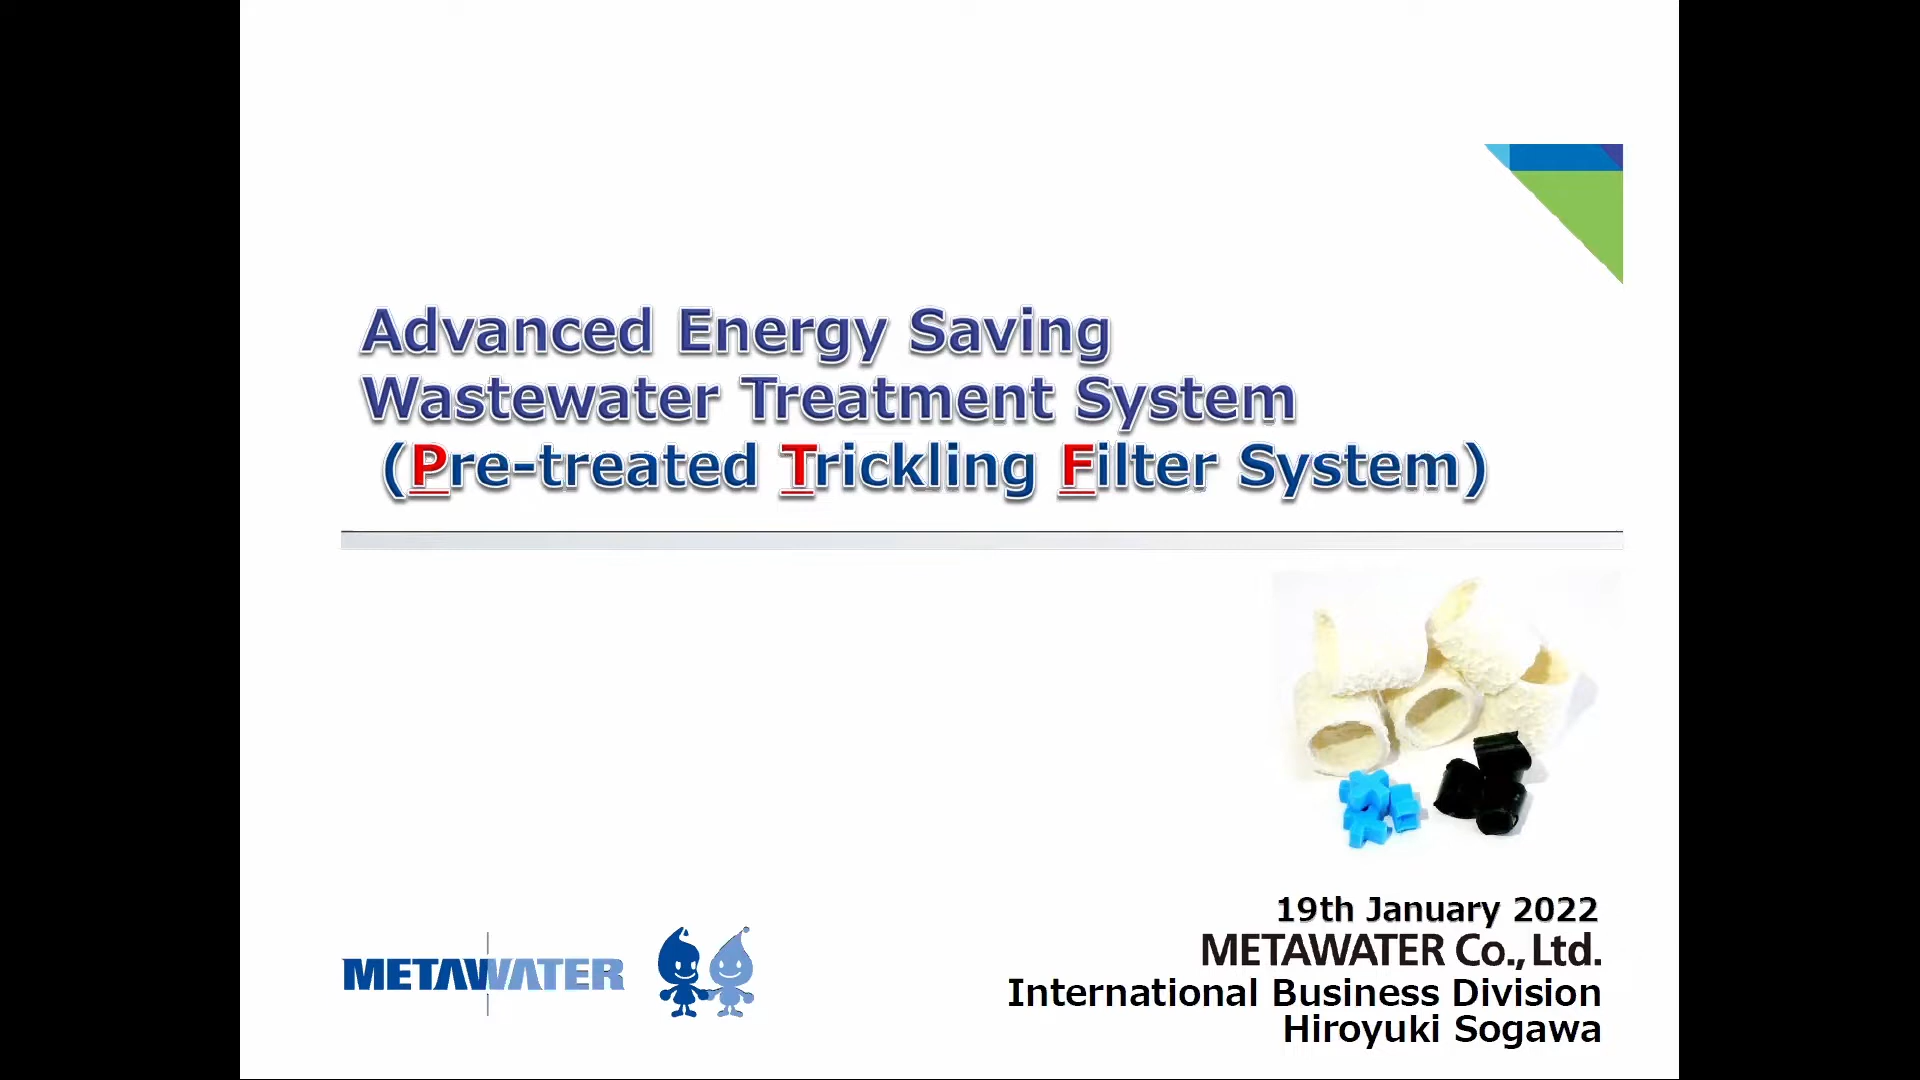 Advanced Energy Saving
Wastewater Treatment System
(Pre-treated Trickling Filter System)
19th January 2022
METAWATER Co., Ltd.
International Business Division
Hiroyuki Sogawa
METAWATER